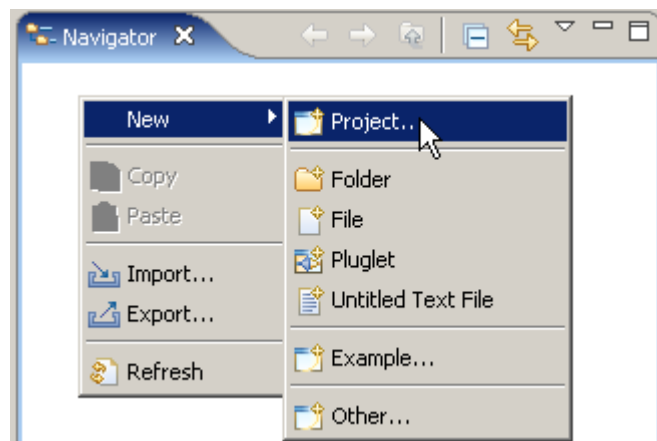 Navigator
New
Project...
Copy
Paste
Import...
Export...
Refresh
Folder
File
Pluglet
Untitled Text File
Example...
Other...